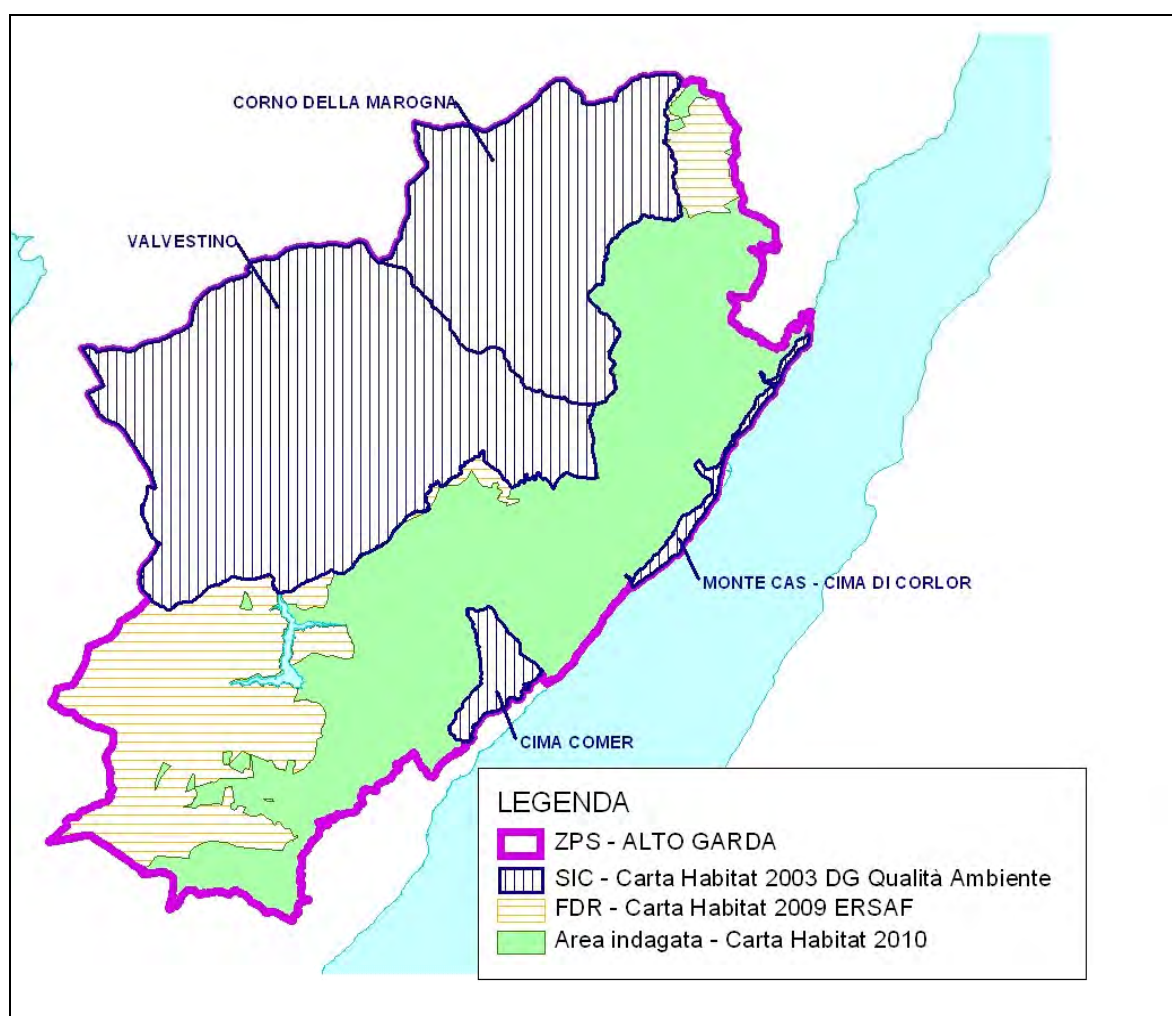 CORNO DELLA MAROGNA
VALVESTINO
MONTE CAS - CIMA DI CORLOR
CIMA COMER
LEGENDA
ZPS - ALTO GARDA
SIC - Carta Habitat 2003 DG Qualità Ambiente
FDR - Carta Habitat 2009 ERSAF
Area indagata - Carta Habitat 2010